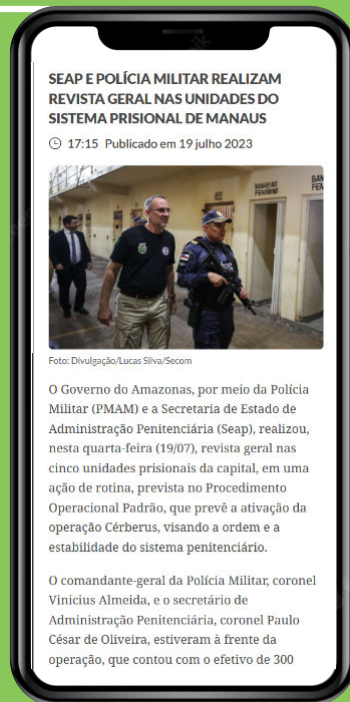 SEAP E POLÍCIA MILITAR REALIZAM
REVISTA GERAL NAS UNIDADES DO
SISTEMA PRISIONAL DE MANAUS
17:15 Publicado em 19 julho 2023
BANHEIRO
FEMININO
BAN
FEM
Foto: Divulgação/Lucas Silva/Secom
O Governo do Amazonas, por meio da Polícia
Militar (PMAM) e a Secretaria de Estado de
Administração Penitenciária (Seap), realizou,
nesta quarta-feira (19/07), revista geral nas
cinco unidades prisionais da capital, em uma
ação de rotina, prevista no Procedimento
Operacional Padrão, que prevê a ativação da
operação Cérberus, visando a ordem e a
estabilidade do sistema penitenciário.
O comandante-geral da Polícia Militar, coronel
Vinicius Almeida, e o secretário de
Administração Penitenciária, coronel Paulo
César de Oliveira, estiveram à frente da
operação, que contou com o efetivo de 300